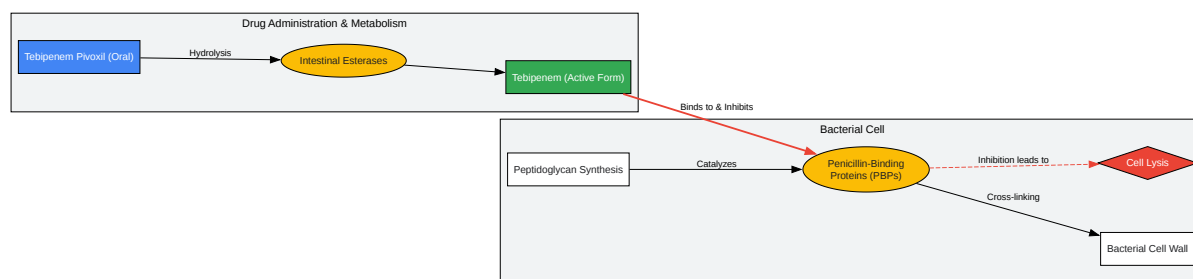 Drug Administration & Metabolism
Tebipenem Pivoxil (Oral)
Hydrolysis
Intestinal Esterases
Tebipenem (Active Form)
Binds to & Inhibits
Bacterial Cell
Peptidoglycan Synthesis
Catalyzes
Penicillin-Binding
Proteins (PBPs)
Inhibition leads to
Cell Lysis
Cross-linking
Bacterial Cell Wall